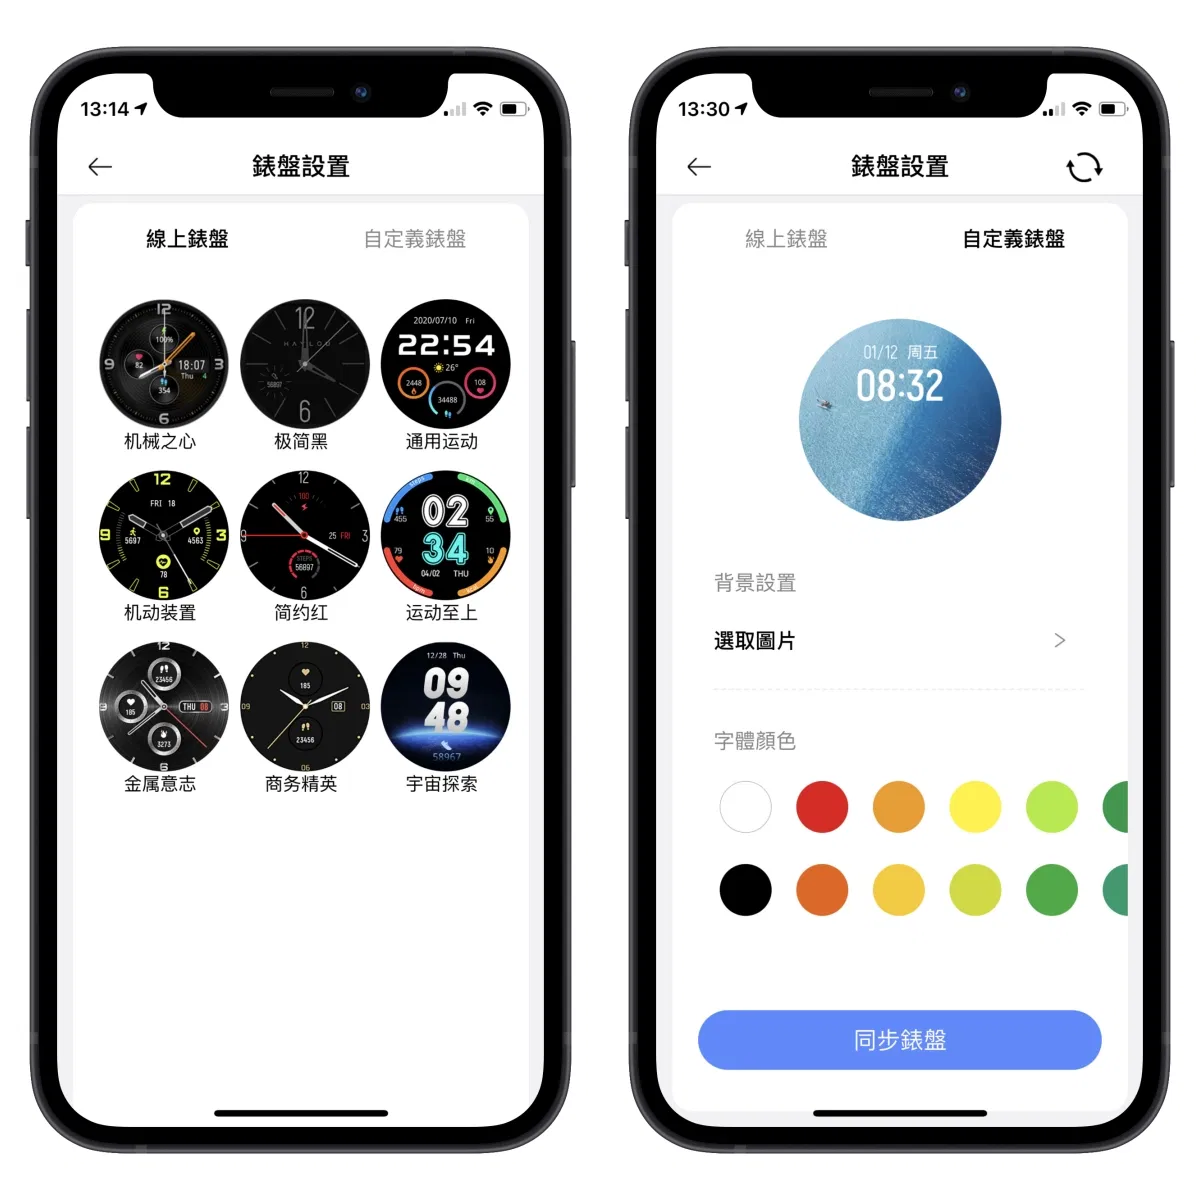 13:14
錶盤設置
線上錶盤 自定義錶盤
12
100%
9 82 18:07 3
Thu 4
354
6
机械之心
12
HAYLOU
56897
6
极简黑
2020/07/10 Fri
22:54
26°
2448 108
34488
通用运动
12
FRI 18
9 3
5697 4563
78
6
机动装置
12
100
9 25 FRI 3
STEPS
56897
6
简约红
02
455 55
34
79 10
04/02 THU
运动至上
12
23456
9 185 THU 08 3
3273
6
金属意志
12
185
09 08 03
23456
06
商务精英
12/28 Thu
09
48
58967
宇宙探索
13:30
錶盤設置
線上錶盤 自定義錶盤
01/12 周五
08:32
背景設置
選取圖片
字體顏色
同步錶盤